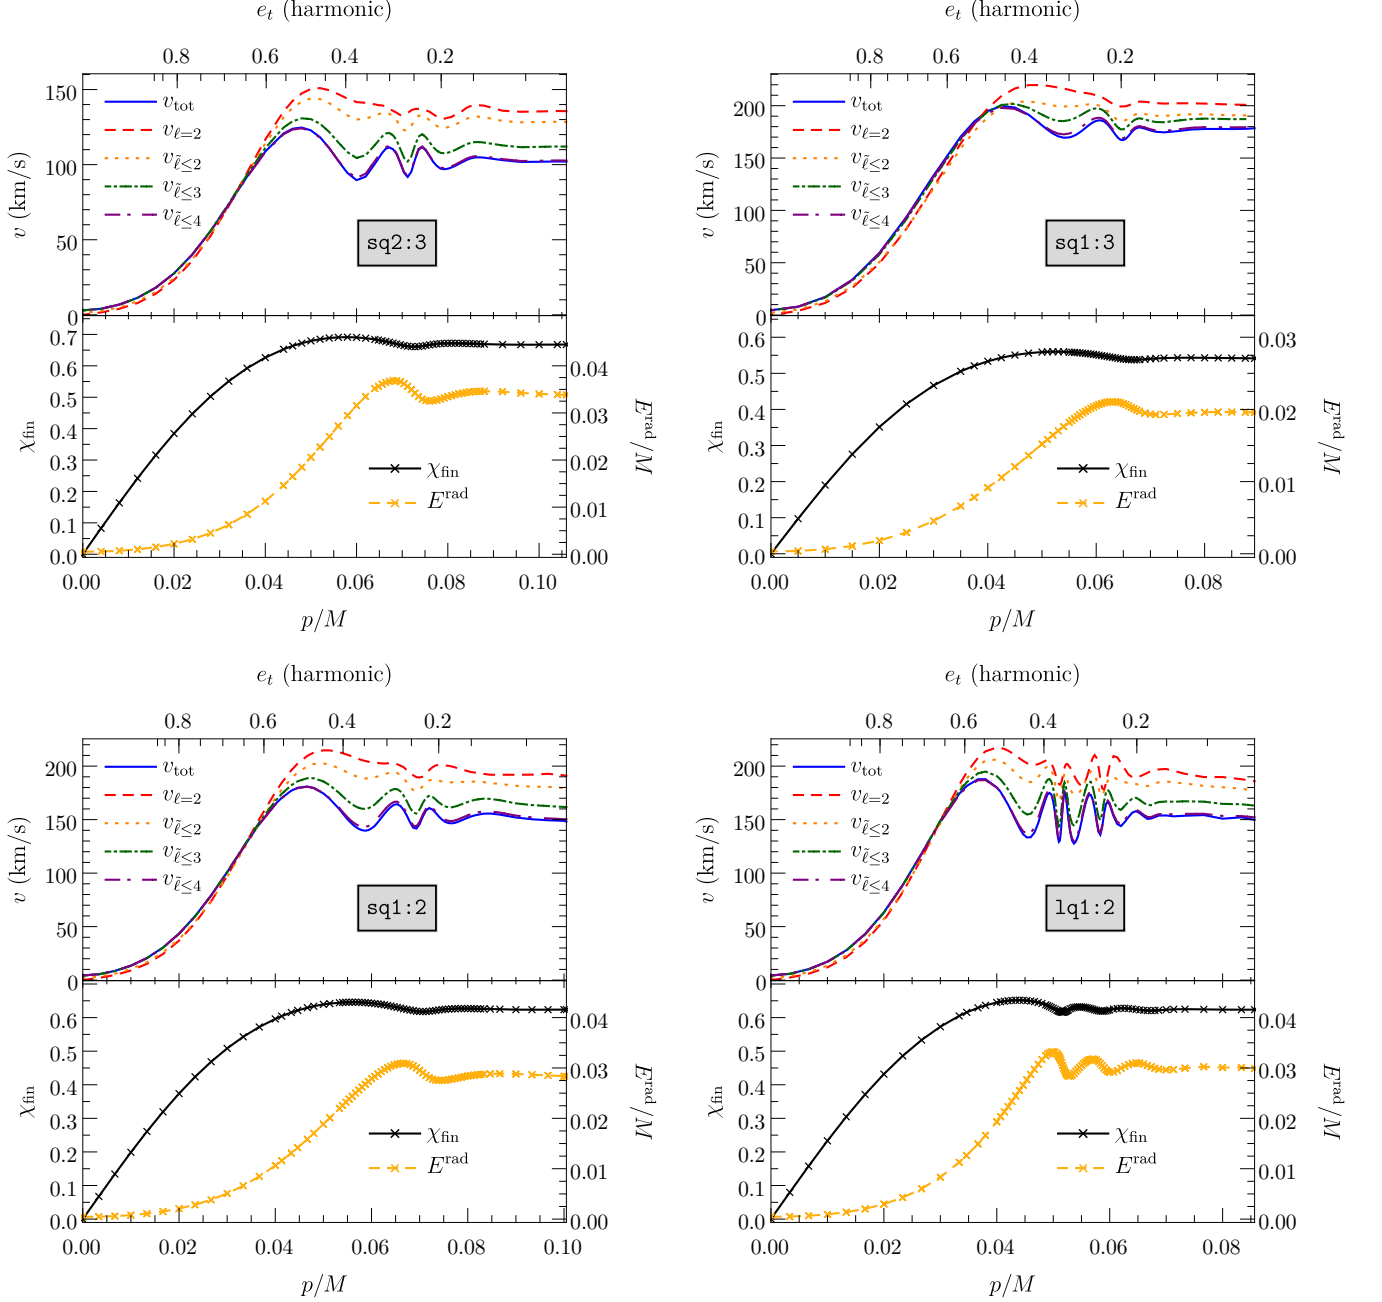 e_t (harmonic)
0.8 0.6 0.4 0.2
150
100
50
0
v (km/s)
v_tot
v_ℓ=2
v_ℓ̃≤2
v_ℓ̃≤3
v_ℓ̃≤4
sq2:3
0.7
0.6
0.5
0.4
0.3
0.2
0.1
0.0
χ_fin
0.04
0.03
0.02
0.01
0.00
E^rad/M
χ_fin
E^rad
0.00 0.02 0.04 0.06 0.08 0.10
p/M
e_t (harmonic)
0.8 0.6 0.4 0.2
200
150
100
50
0
v (km/s)
v_tot
v_ℓ=2
v_ℓ̃≤2
v_ℓ̃≤3
v_ℓ̃≤4
sq1:3
0.6
0.5
0.4
0.3
0.2
0.1
0.0
χ_fin
0.03
0.02
0.01
0.00
E^rad/M
χ_fin
E^rad
0.00 0.02 0.04 0.06 0.08
p/M
e_t (harmonic)
0.8 0.6 0.4 0.2
200
150
100
50
0
v (km/s)
v_tot
v_ℓ=2
v_ℓ̃≤2
v_ℓ̃≤3
v_ℓ̃≤4
sq1:2
0.6
0.5
0.4
0.3
0.2
0.1
0.0
χ_fin
0.04
0.03
0.02
0.01
0.00
E^rad/M
χ_fin
E^rad
0.00 0.02 0.04 0.06 0.08 0.10
p/M
e_t (harmonic)
0.8 0.6 0.4 0.2
200
150
100
50
0
v (km/s)
v_tot
v_ℓ=2
v_ℓ̃≤2
v_ℓ̃≤3
v_ℓ̃≤4
lq1:2
0.6
0.5
0.4
0.3
0.2
0.1
0.0
χ_fin
0.04
0.03
0.02
0.01
0.00
E^rad/M
χ_fin
E^rad
0.00 0.02 0.04 0.06 0.08
p/M